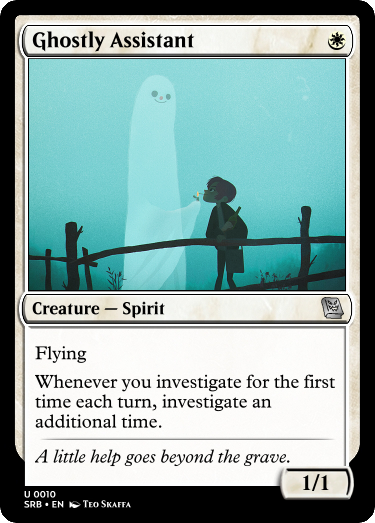 Ghostly Assistant
Creature — Spirit
Flying
Whenever you investigate for the first
time each turn, investigate an
additional time.
A little help goes beyond the grave.
1/1
U 0010
SRB • EN Teo Skaffa